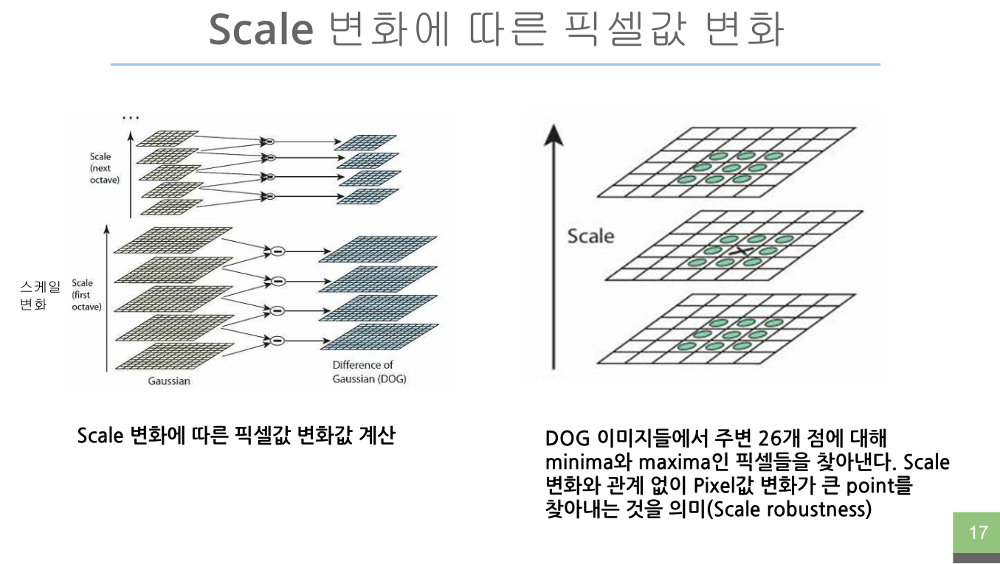 Scale 변화에 따른 픽셀값 변화
...
Scale
(next
octave)
스케일
변화
Scale
(first
octave)
Gaussian
Difference of
Gaussian (DOG)
Scale
Scale 변화에 따른 픽셀값 변화값 계산
DOG 이미지들에서 주변 26개 점에 대해
minima와 maxima인 픽셀들을 찾아낸다. Scale
변화와 관계 없이 Pixel값 변화가 큰 point를
찾아내는 것을 의미(Scale robustness)
17